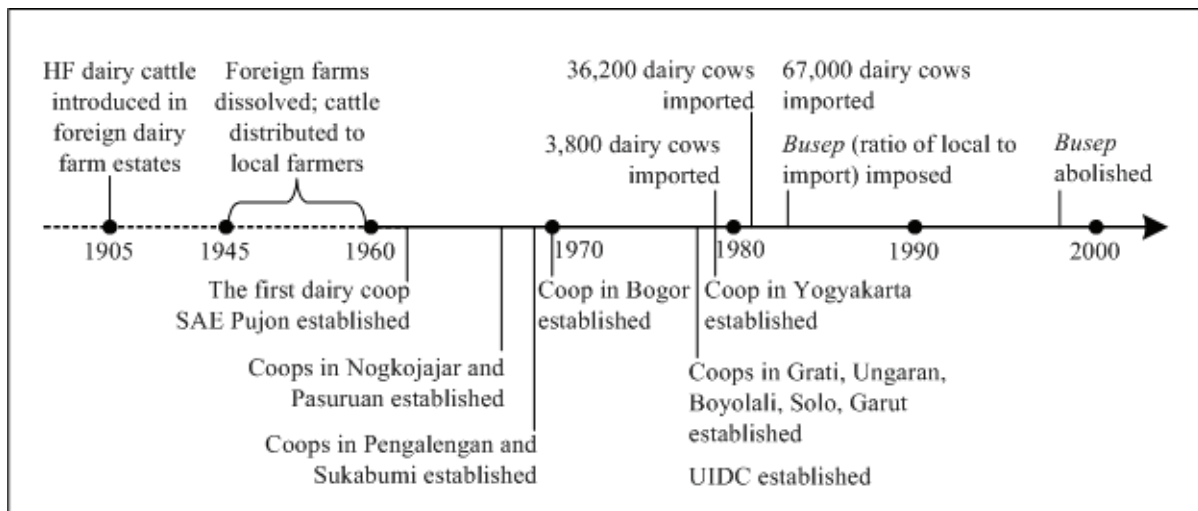 HF dairy cattle
introduced in
foreign dairy
farm estates
Foreign farms
dissolved; cattle
distributed to
local farmers
36,200 dairy cows
imported
3,800 dairy cows
imported
67,000 dairy cows
imported
Busep (ratio of local to
import) imposed
Busep
abolished
1905
1945
1960
1970
1980
1990
2000
The first dairy coop
SAE Pujon established
Coops in Nogkojajar and
Pasuruan established
Coops in Pengalengan and
Sukabumi established
Coop in Bogor
established
Coop in Yogyakarta
established
Coops in Grati, Ungaran,
Boyolali, Solo, Garut
established
UIDC established